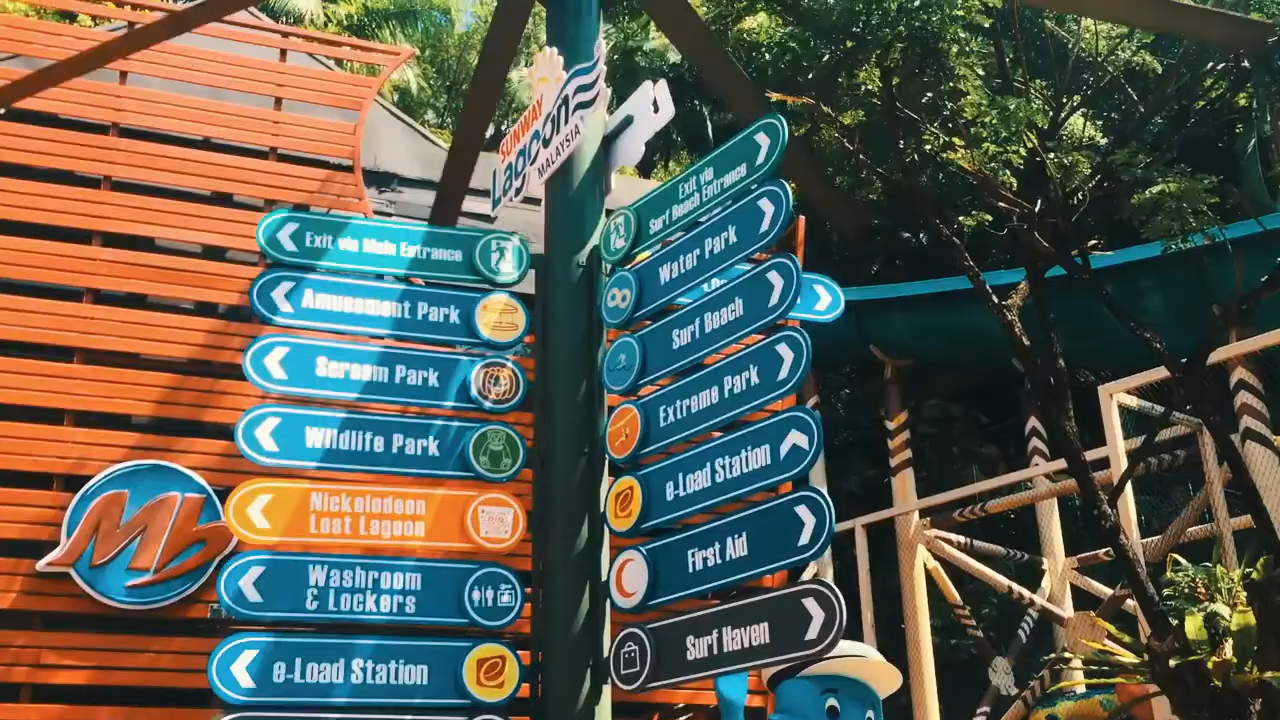 SUNWAY
Lagoon
MALAYSIA
Exit via Main Entrance
Amusement Park
Scream Park
Wildlife Park
Nickelodeon
Lost Lagoon
Washroom
& Lockers
e-Load Station
Mb
Exit via
Surf Beach Entrance
Water Park
Surf Beach
Extreme Park
e-Load Station
First Aid
Surf Haven